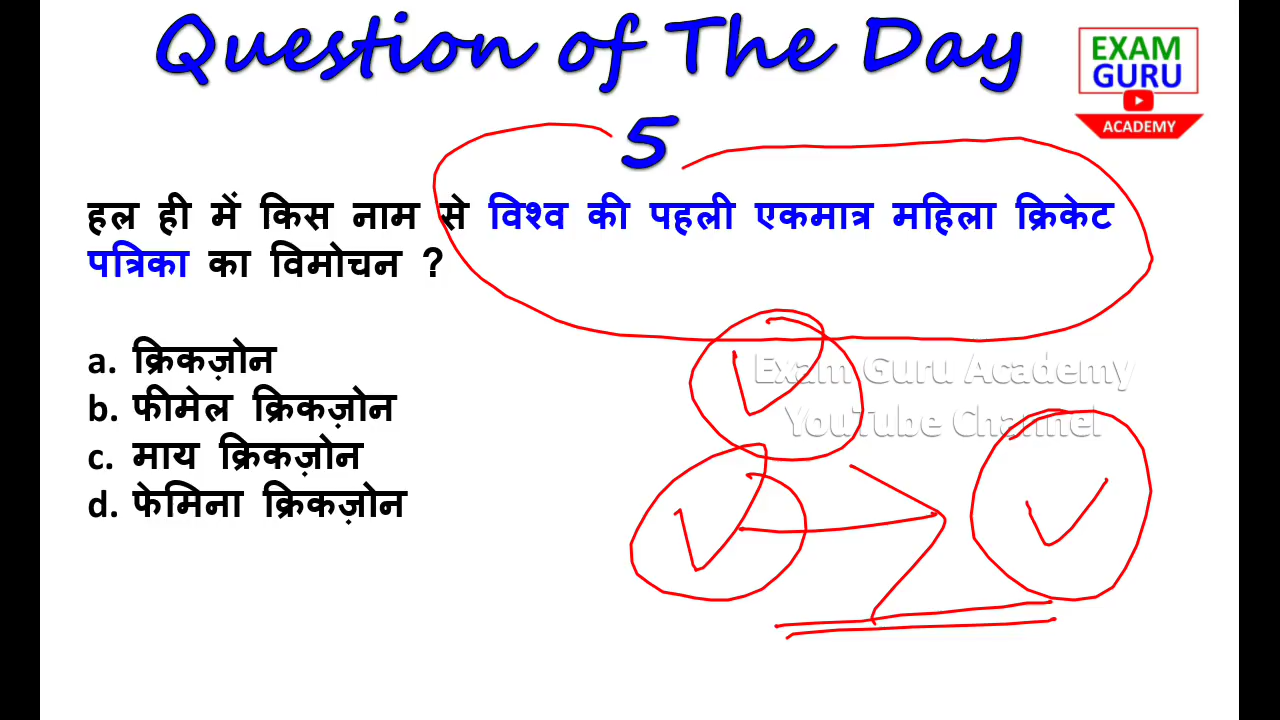 Question of The Day
5
EXAM
GURU
ACADEMY
हल ही में किस नाम से विश्व की पहली एकमात्र महिला क्रिकेट
पत्रिका का विमोचन ?
a. क्रिकज़ोन
b. फीमेल क्रिकज़ोन
c. माय क्रिकज़ोन
d. फेमिना क्रिकज़ोन
Exam Guru Academy
YouTube Channel